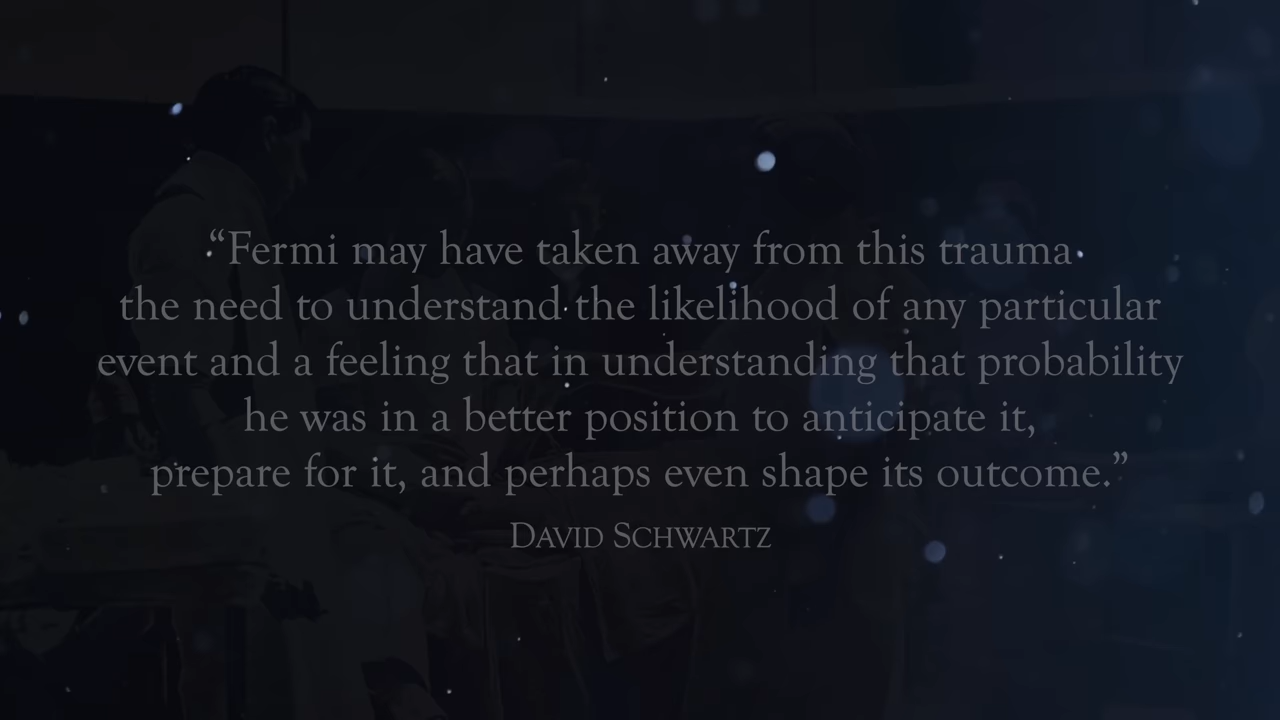 “Fermi may have taken away from this trauma
the need to understand the likelihood of any particular
event and a feeling that in understanding that probability
he was in a better position to anticipate it,
prepare for it, and perhaps even shape its outcome.”
David Schwartz